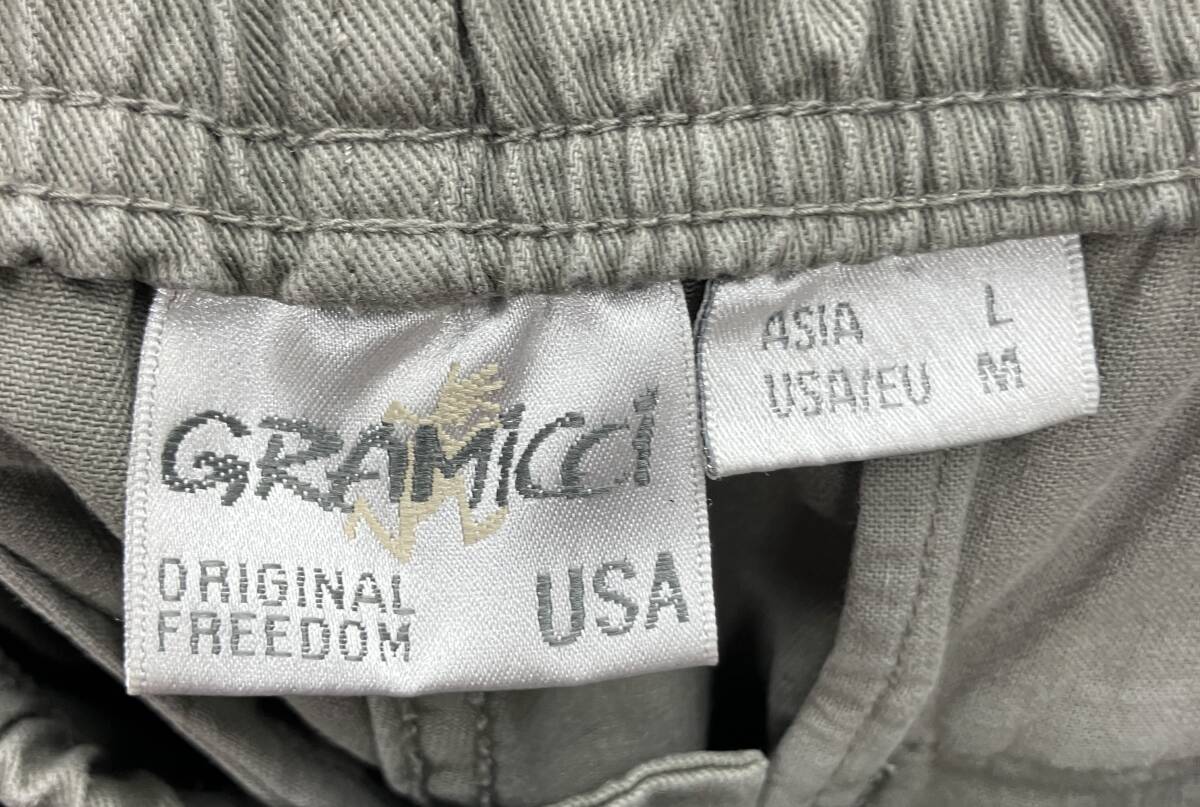 GRAMICCI
ORIGINAL
FREEDOM
USA
ASIA L
USA/EU M